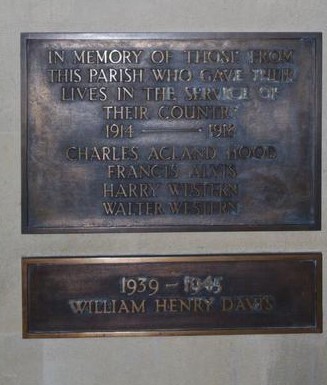 IN MEMORY OF THOSE FROM
THIS PARISH WHO GAVE THEIR
LIVES IN THE SERVICE OF
THEIR COUNTRY
1914 — 1918
CHARLES ACLAND HOOD
FRANCIS ALVIS
HARRY WESTERN
WALTER WESTERN
1939 – 1945
WILLIAM HENRY DAVIS